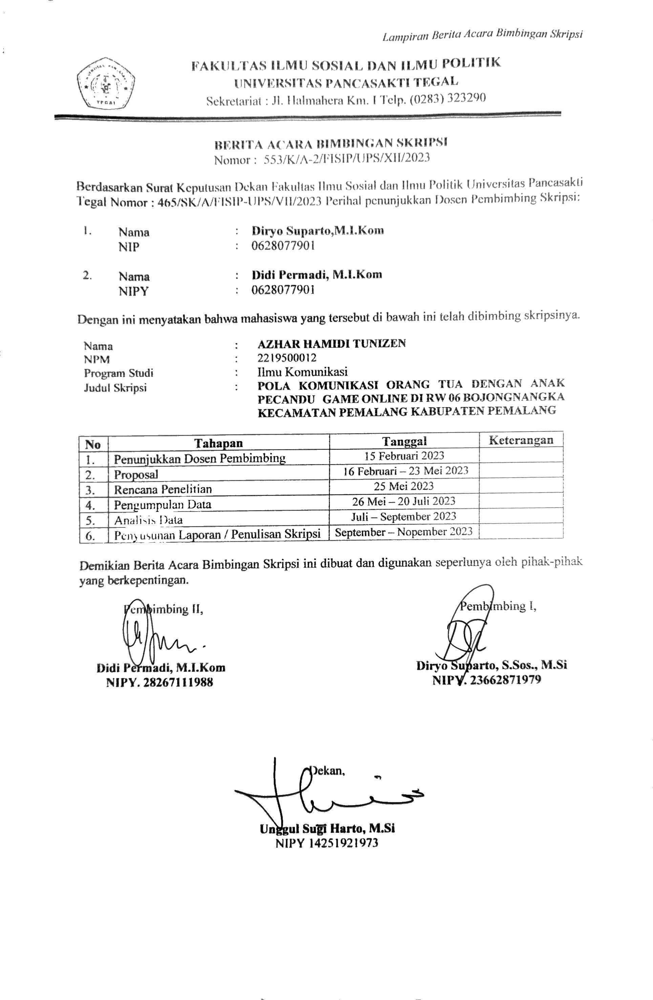 Lampiran Berita Acara Bimbingan Skripsi
FAKULTAS ILMU SOSIAL DAN ILMU POLITIK
UNIVERSITAS PANCASAKTI TEGAL
Sekretariat : Jl. Halmahera Km. 1 Telp. (0283) 323290
TEGAL
BERITA ACARA BIMBINGAN SKRIPSI
Nomor : 553/K/A-2/FISIP/UPS/XII/2023
Berdasarkan Surat Keputusan Dekan Fakultas Ilmu Sosial dan Ilmu Politik Universitas Pancasakti
Tegal Nomor : 465/SK/A/FISIP-UPS/VII/2023 Perihal penunjukkan Dosen Pembimbing Skripsi:
1. Nama : Diryo Suparto,M.I.Kom
NIP : 0628077901
2. Nama : Didi Permadi, M.I.Kom
NIPY : 0628077901
Dengan ini menyatakan bahwa mahasiswa yang tersebut di bawah ini telah dibimbing skripsinya.
Nama : AZHAR HAMIDI TUNIZEN
NPM : 2219500012
Program Studi : Ilmu Komunikasi
Judul Skripsi : POLA KOMUNIKASI ORANG TUA DENGAN ANAK
PECANDU GAME ONLINE DI RW 06 BOJONGNANGKA
KECAMATAN PEMALANG KABUPATEN PEMALANG
No Tahapan Tanggal Keterangan
1. Penunjukkan Dosen Pembimbing 15 Februari 2023
2. Proposal 16 Februari – 23 Mei 2023
3. Rencana Penelitian 25 Mei 2023
4. Pengumpulan Data 26 Mei – 20 Juli 2023
5. Analisis Data Juli – September 2023
6. Penyusunan Laporan / Penulisan Skripsi September – Nopember 2023
Demikian Berita Acara Bimbingan Skripsi ini dibuat dan digunakan seperlunya oleh pihak-pihak
yang berkepentingan.
Pembimbing II, Pembimbing I,
Didi Permadi, M.I.Kom Diryo Suparto, S.Sos., M.Si
NIPY. 28267111988 NIPY. 23662871979
Dekan,
Unggul Sugi Harto, M.Si
NIPY 14251921973